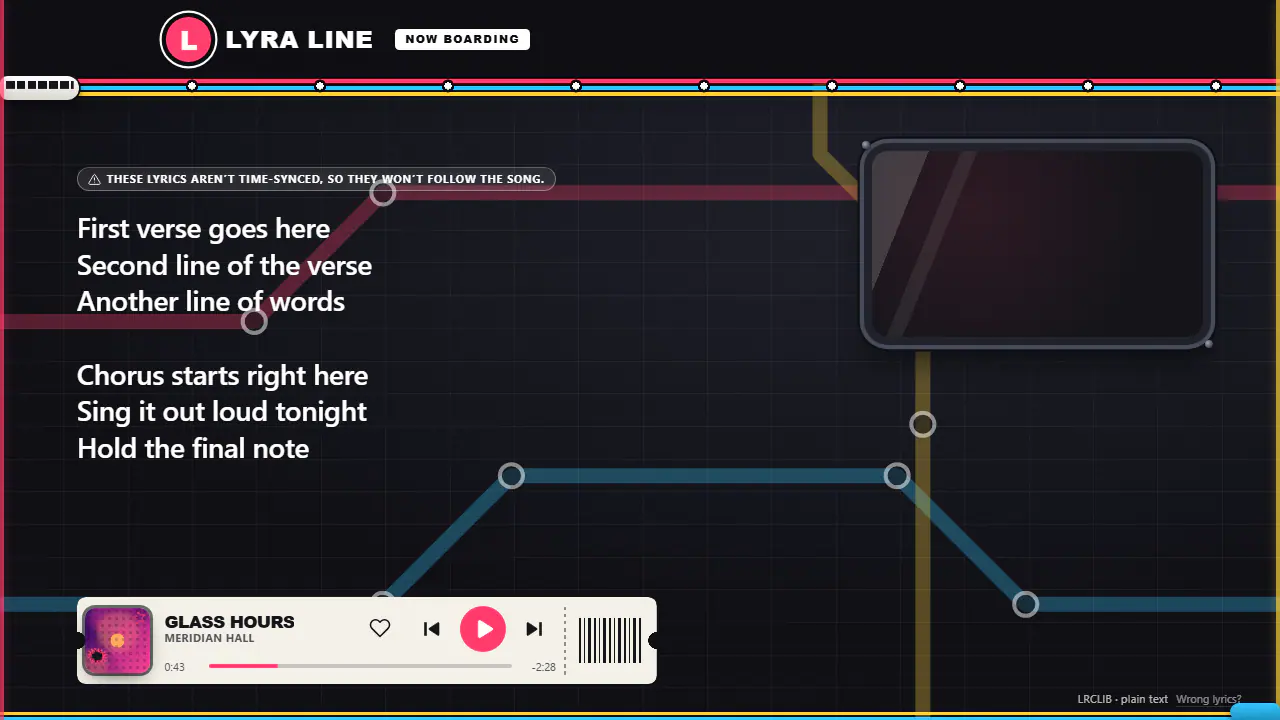 L LYRA LINE NOW BOARDING
THESE LYRICS AREN'T TIME-SYNCED, SO THEY WON'T FOLLOW THE SONG.
First verse goes here
Second line of the verse
Another line of words
Chorus starts right here
Sing it out loud tonight
Hold the final note
GLASS HOURS
MERIDIAN HALL
0:43 -2:28
LRCLIB · plain text Wrong lyrics?